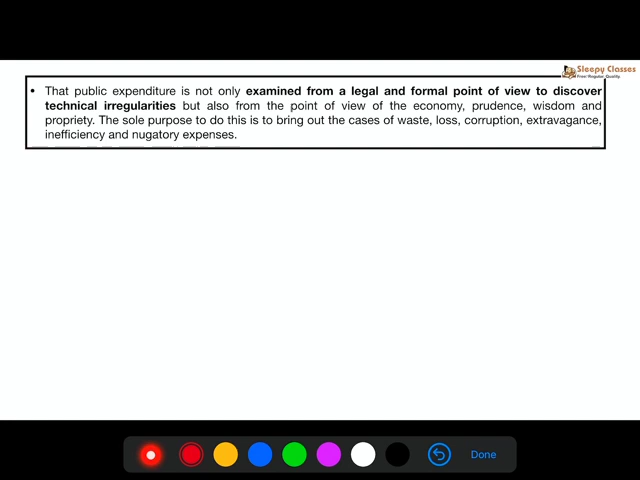 Sleepy Classes
Free | Regular | Quality
• That public expenditure is not only examined from a legal and formal point of view to discover
technical irregularities but also from the point of view of the economy, prudence, wisdom and
propriety. The sole purpose to do this is to bring out the cases of waste, loss, corruption, extravagance,
inefficiency and nugatory expenses.
Done